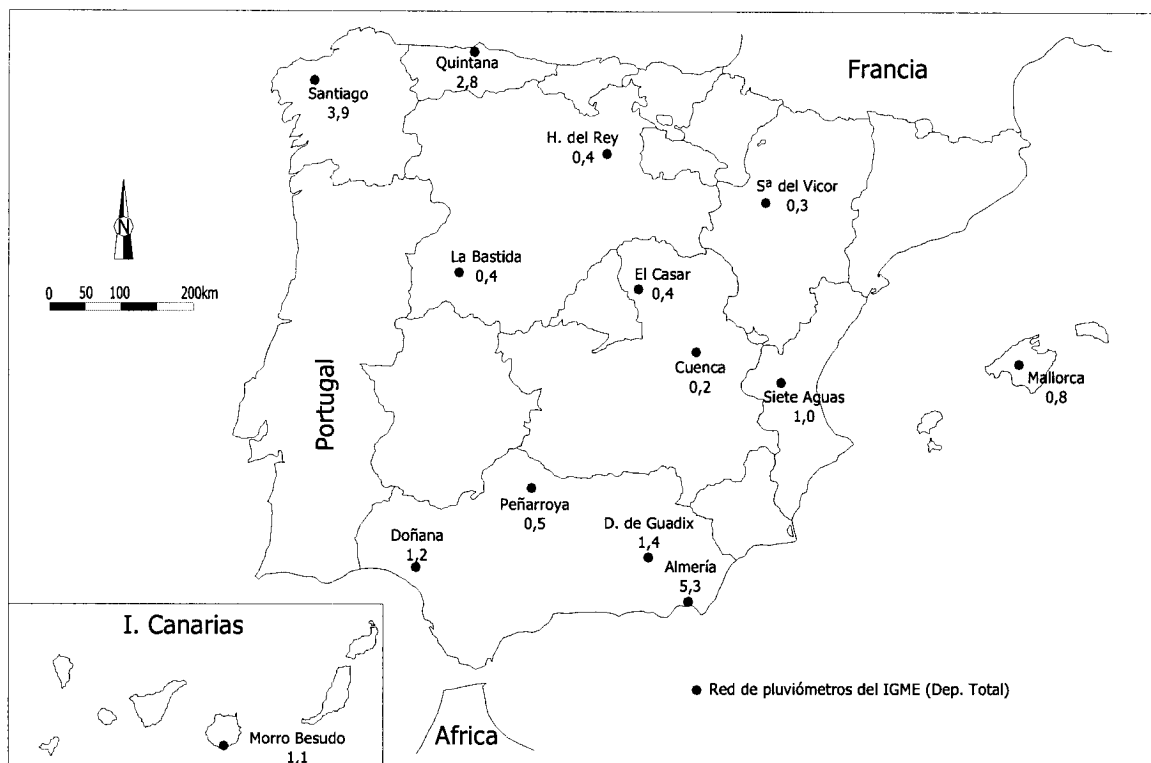 Quintana
2,8
Francia
Santiago
3,9
H. del Rey
0,4
Sª del Vicor
0,3
N
La Bastida
0,4
El Casar
0,4
0 50 100 200km
Cuenca
0,2
Mallorca
0,8
Siete Aguas
1,0
Portugal
Peñarroya
0,5
D. de Guadix
1,4
Doñana
1,2
Almería
5,3
I. Canarias
Red de pluviómetros del IGME (Dep. Total)
Africa
Morro Besudo
1,1